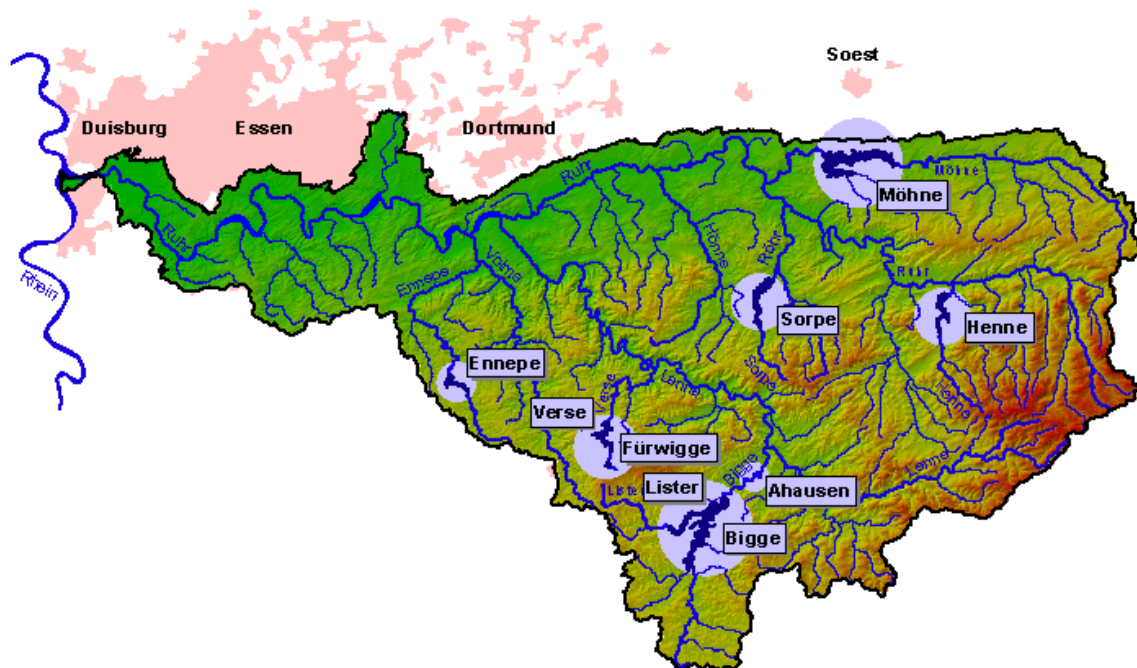 Soest
Duisburg
Essen
Dortmund
Ruhr
Möhne
Möhne
Ruhr
Rhein
Ennepe
Volme
Hönne
Röhr
Ruhr
Sorpe
Henne
Ennepe
Sorpe
Henne
Verse
Lenne
Verse
Fürwigge
Lenne
Bigge
Lister
Ahausen
Liste
Bigge